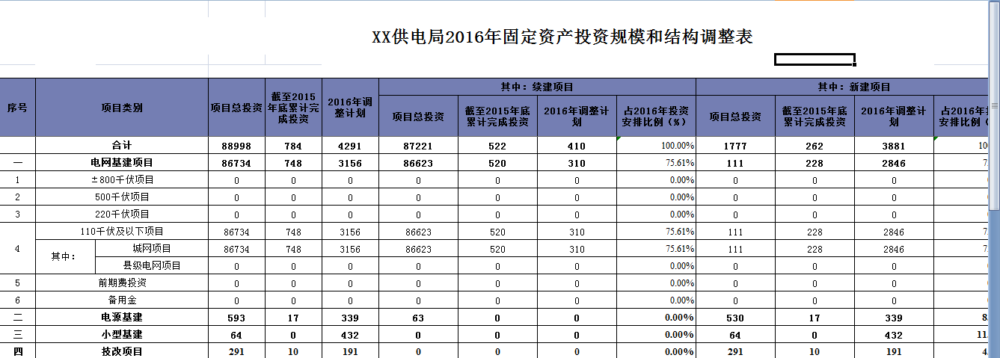 XX供电局2016年固定资产投资规模和结构调整表
序号 项目类别 项目总投资 截至2015年底累计完成投资 2016年调整计划 其中：续建项目 其中：新建项目
项目总投资 截至2015年底累计完成投资 2016年调整计划 占2016年投资安排比例（%） 项目总投资 截至2015年底累计完成投资 2016年调整计划 占2016年 安排比例（
合计 88998 784 4291 87221 522 410 100.00% 1777 262 3881 10
一 电网基建项目 86734 748 3156 86623 520 310 75.61% 111 228 2846 7
1 ±800千伏项目 0 0 0 0 0 0 0.00% 0 0 0
2 500千伏项目 0 0 0 0 0 0 0.00% 0 0 0
3 220千伏项目 0 0 0 0 0 0 0.00% 0 0 0
4 110千伏及以下项目 86734 748 3156 86623 520 310 75.61% 111 228 2846 7
其中： 城网项目 86734 748 3156 86623 520 310 75.61% 111 228 2846 7
县级电网项目 0 0 0 0 0 0 0.00% 0 0 0
5 前期费投资 0 0 0 0 0 0 0.00% 0 0 0
6 备用金 0 0 0 0 0 0 0.00% 0 0 0
二 电源基建 593 17 339 63 0 0 0.00% 530 17 339 8
三 小型基建 64 0 432 0 0 0 0.00% 64 0 432 11
四 技改项目 291 10 191 0 0 0 0.00% 291 10 191 4